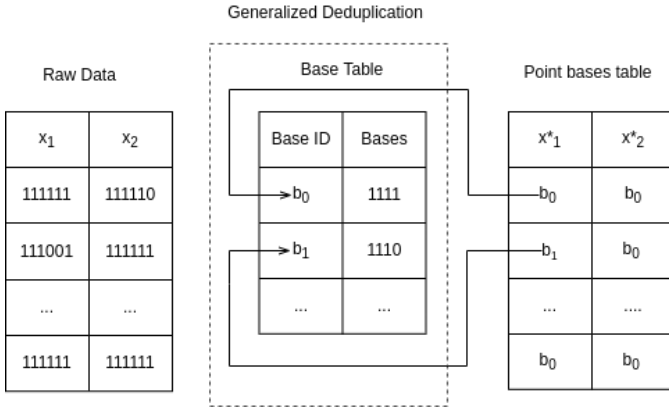 Generalized Deduplication
Raw Data
Base Table
Point bases table
x1 x2
Base ID Bases
x*1 x*2
111111 111110
b0 1111
b0 b0
111001 111111
b1 1110
b1 b0
... ...
... ...
... ....
111111 111111
b0 b0